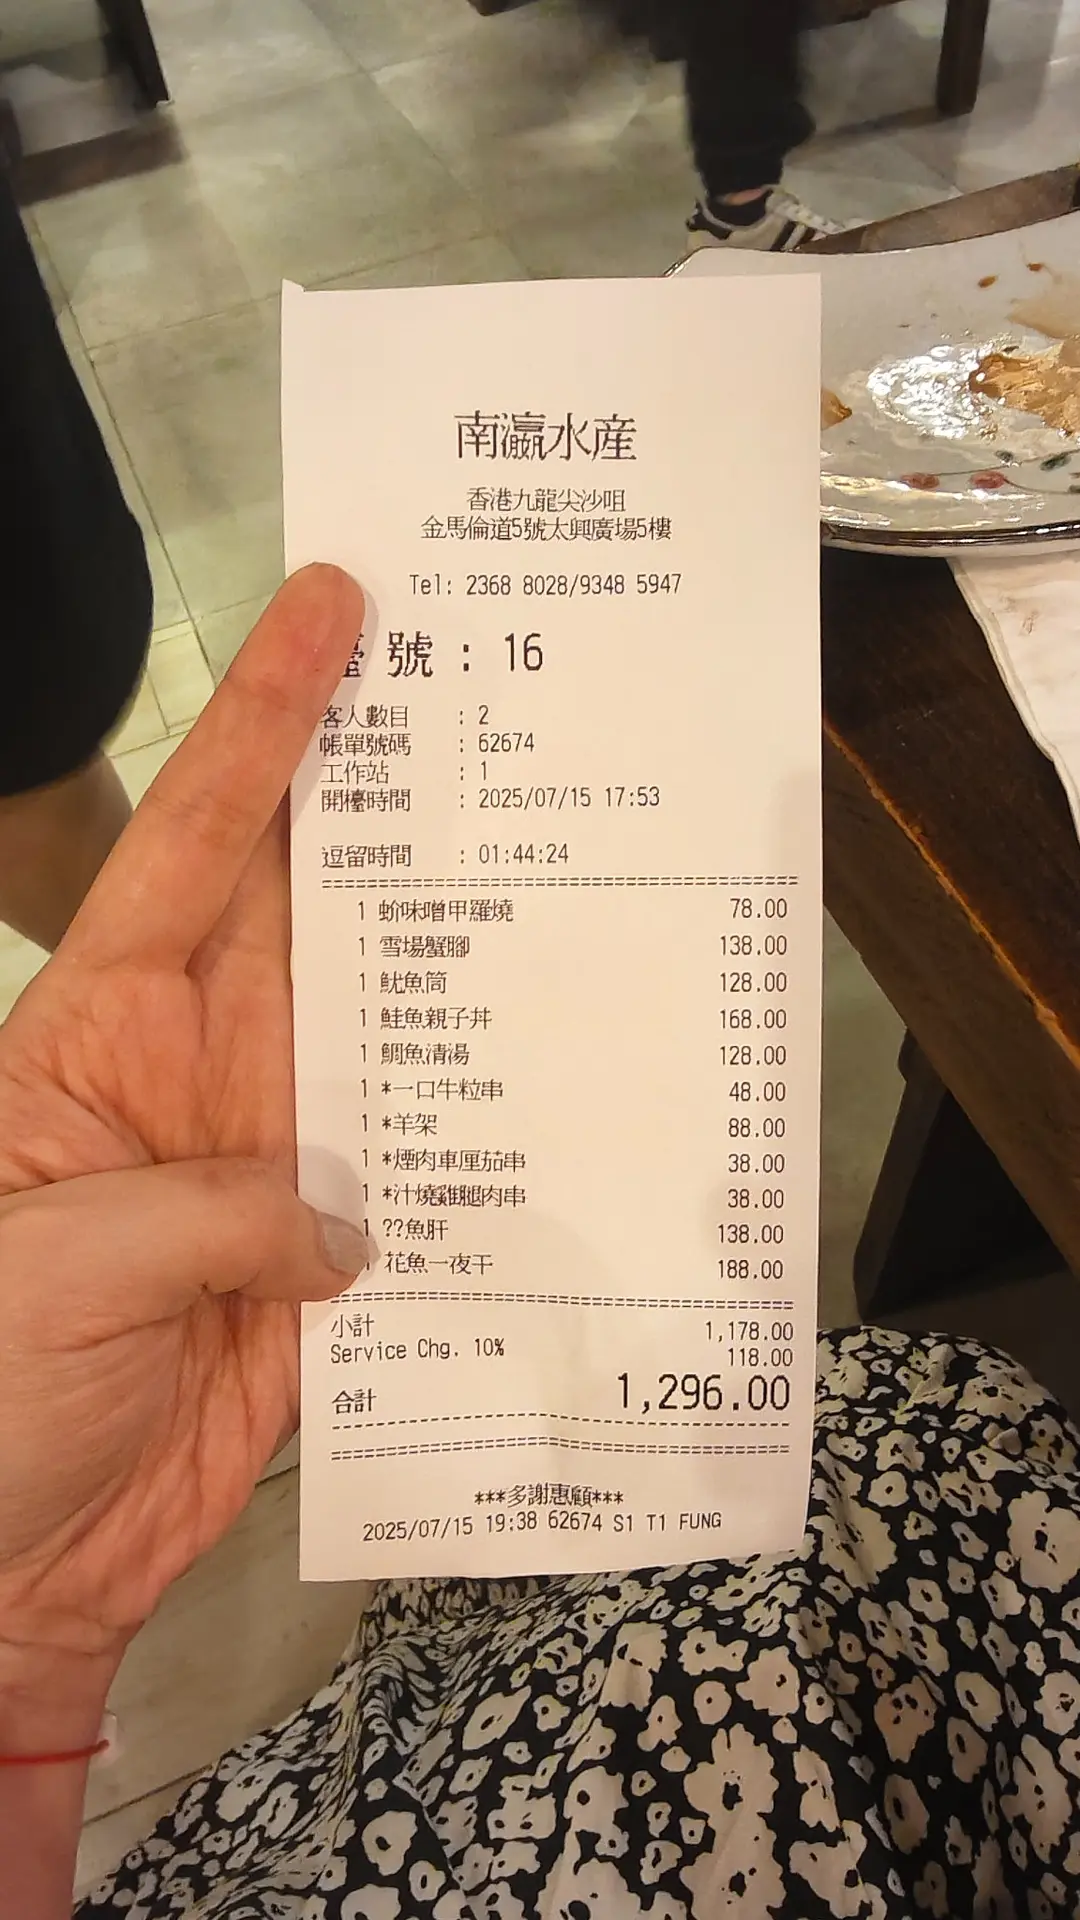 南瀛水産
香港九龍尖沙咀
金馬倫道5號太興廣場5樓
Tel: 2368 8028/9348 5947
號 : 16
客人數目 : 2
帳單號碼 : 62674
工作站 : 1
開檯時間 : 2025/07/15 17:53
逗留時間 : 01:44:24
1 蚧味噌甲羅燒 78.00
1 雪場蟹腳 138.00
1 魷魚筒 128.00
1 鮭魚親子丼 168.00
1 鯛魚清湯 128.00
1 *一口牛粒串 48.00
1 *羊架 88.00
1 *煙肉車厘茄串 38.00
1 *汁燒雞腿肉串 38.00
1 ??魚肝 138.00
花魚一夜干 188.00
小計 1,178.00
Service Chg. 10% 118.00
合計 1,296.00
***多謝惠顧***
2025/07/15 19:38 62674 S1 T1 FUNG